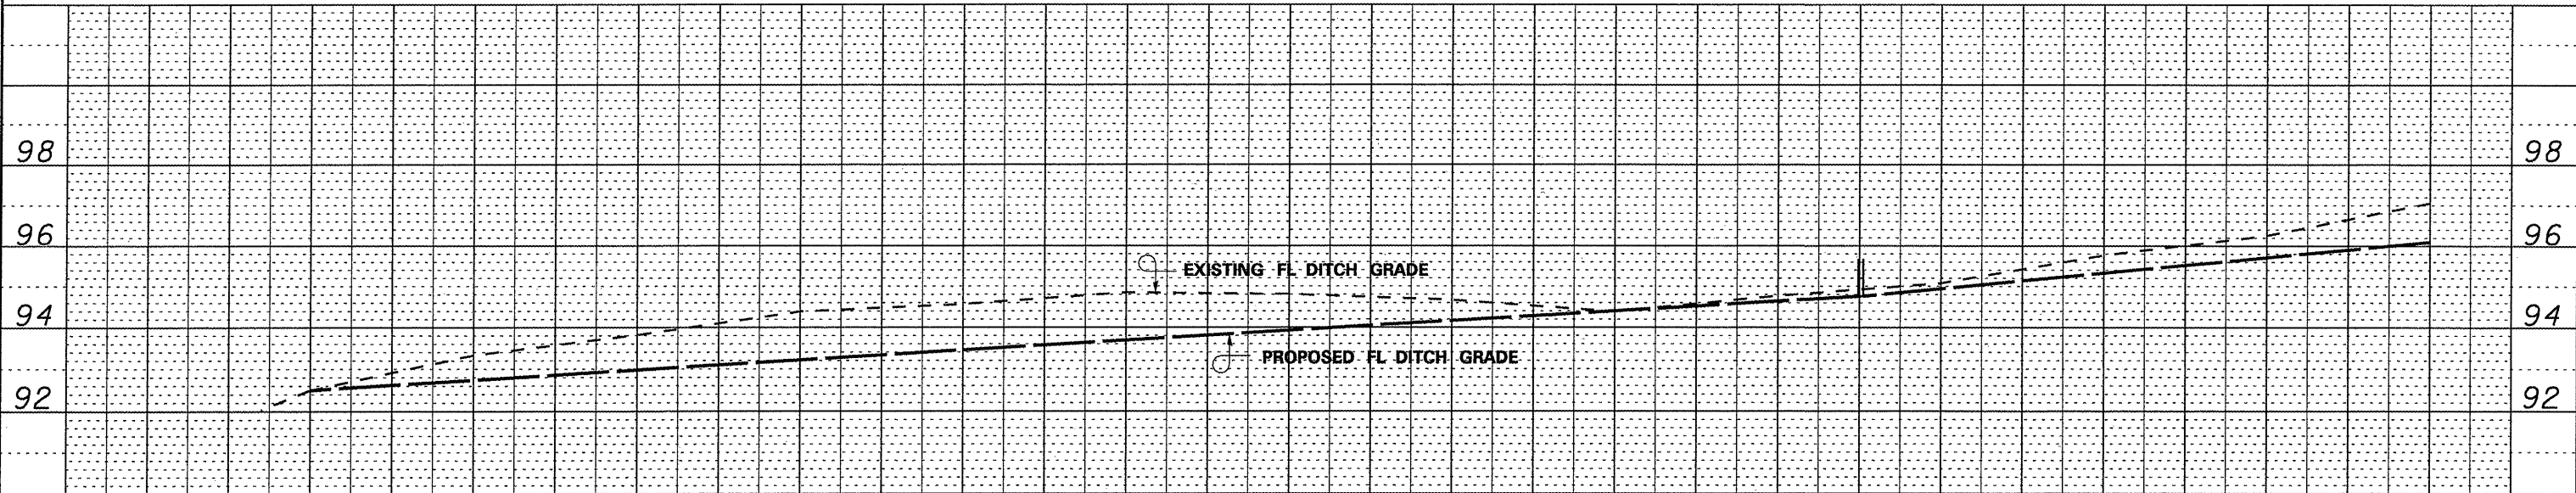 98 98
96 96
EXISTING FL DITCH GRADE
94 94
PROPOSED FL DITCH GRADE
92 92